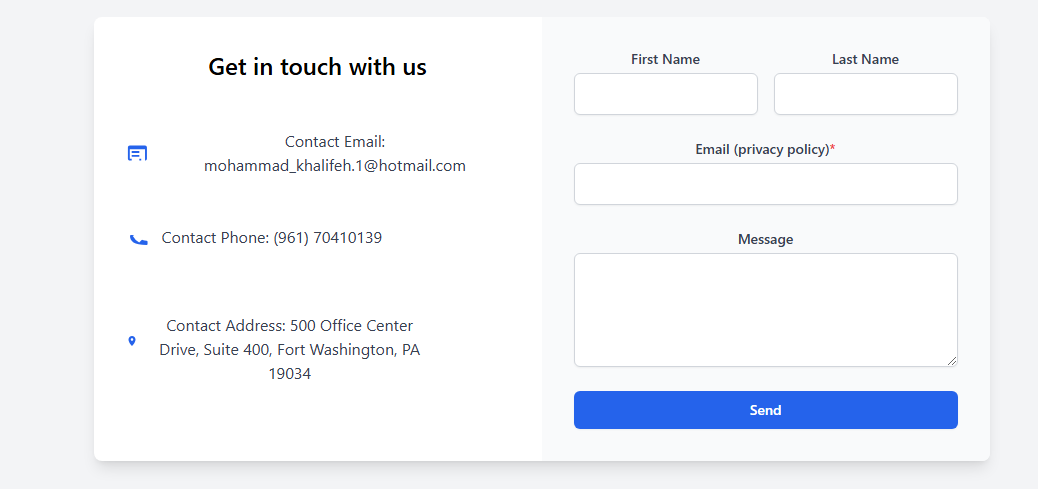 Get in touch with us
Contact Email:
mohammad_khalifeh.1@hotmail.com
Contact Phone: (961) 70410139
Contact Address: 500 Office Center
Drive, Suite 400, Fort Washington, PA
19034
First Name
Last Name
Email (privacy policy)*
Message
Send